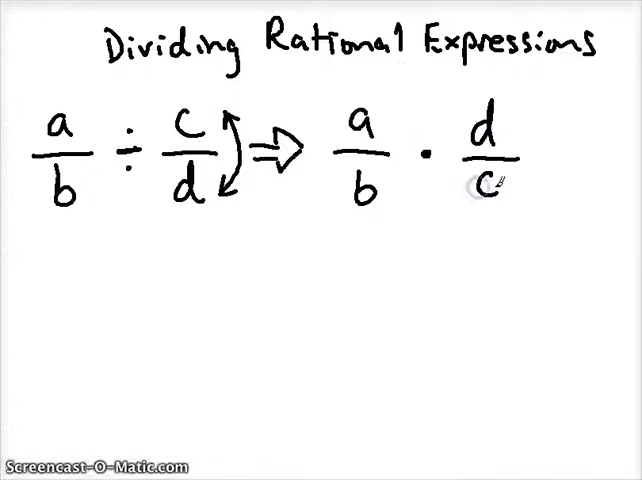 Dividing Rational Expressions
a/b ÷ c/d ⇒ a/b · d/c
Screencast-O-Matic.com